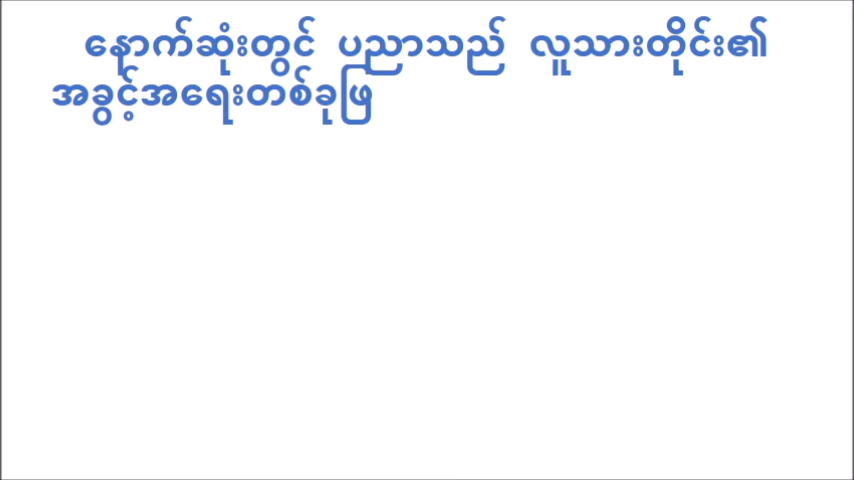 နောက်ဆုံးတွင် ပညာသည် လူသားတိုင်း၏
အခွင့်အရေးတစ်ခုဖြ